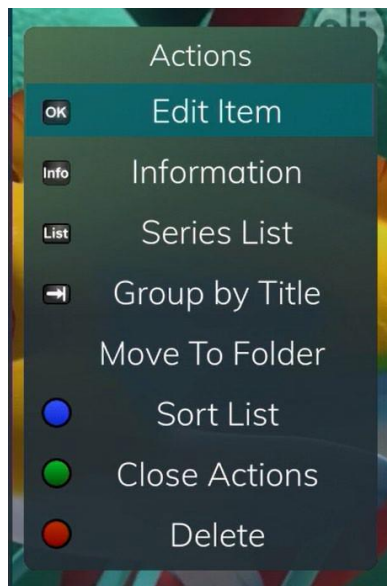 Actions
OK Edit Item
Info Information
List Series List
Group by Title
Move To Folder
Sort List
Close Actions
Delete